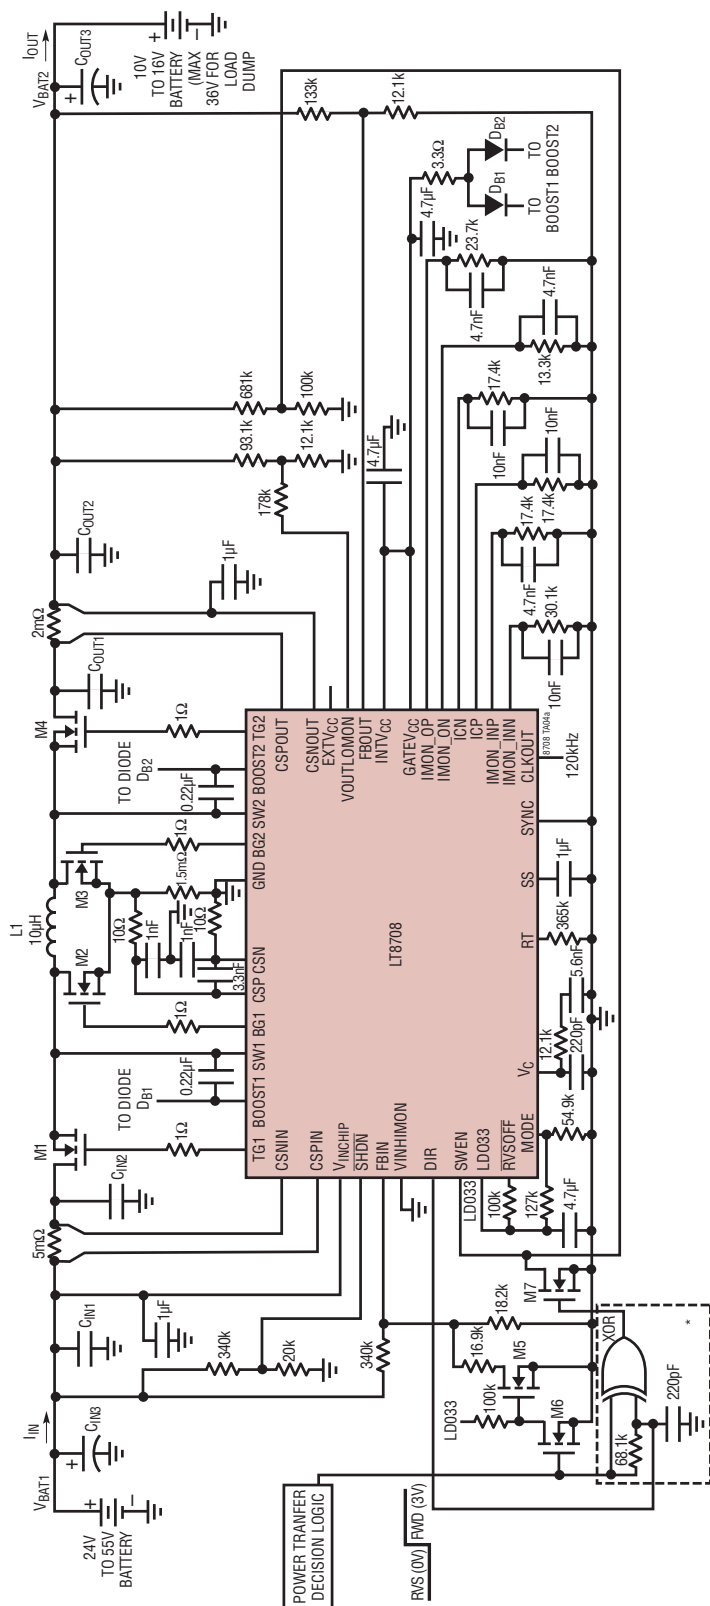 IIN
VBAT1
24V
TO 55V
BATTERY
+
−
+
CIN3
CIN1
1µF
5mΩ
CIN2
M1
1Ω
TO DIODE
DB1
0.22µF
1Ω
M2
L1
10µH
M3
10Ω
1nF
1nF
10Ω
3.3nF
1.5mΩ
1Ω
0.22µF
TO DIODE
DB2
1Ω
M4
COUT1
2mΩ
1µF
COUT2
178k
93.1k
12.1k
681k
100k
133k
12.1k
VBAT2
IOUT
+
COUT3
+
−
10V
TO 16V
BATTERY
(MAX
36V FOR
LOAD
DUMP
340k
20k
340k
TG1
BOOST1
SW1
BG1
CSP
CSN
GND
BG2
SW2
BOOST2
TG2
CSNIN
CSPIN
VINCHIP
SHDN
FBIN
VINHIMON
DIR
SWEN
LDO33
RVSOFF
MODE
VC
RT
SS
SYNC
CLKOUT
LT8708
CSPOUT
CSNOUT
EXTVCC
VOUTLOMON
FBOUT
INTVCC
GATEVCC
IMON_OP
IMON_ON
ICN
ICP
IMON_INP
IMON_INN
8708 TA04a
4.7µF
4.7µF
3.3Ω
DB1
DB2
TO
BOOST1
TO
BOOST2
23.7k
4.7nF
4.7nF
13.3k
17.4k
10nF
10nF
17.4k
17.4k
4.7nF
30.1k
10nF
120kHz
1µF
365k
5.6nF
12.1k
220pF
54.9k
LD033
100k
127k
4.7µF
M7
18.2k
16.9k
M5
LD033
100k
M6
XOR
*
68.1k
220pF
POWER TRANFER
DECISION LOGIC
RVS (0V)
FWD (3V)